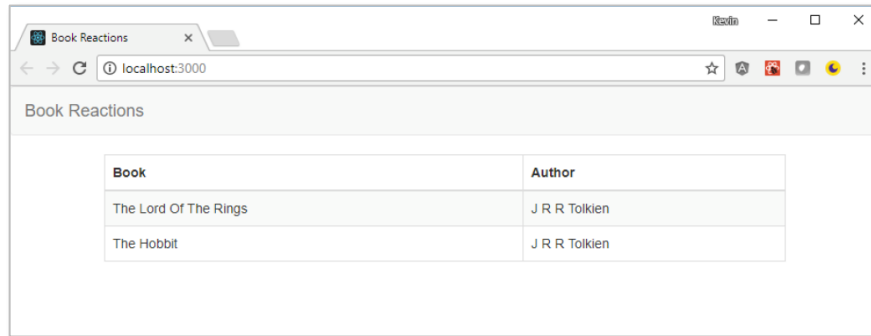 Kevin
Book Reactions
localhost:3000
Book Reactions
Book Author
The Lord Of The Rings J R R Tolkien
The Hobbit J R R Tolkien